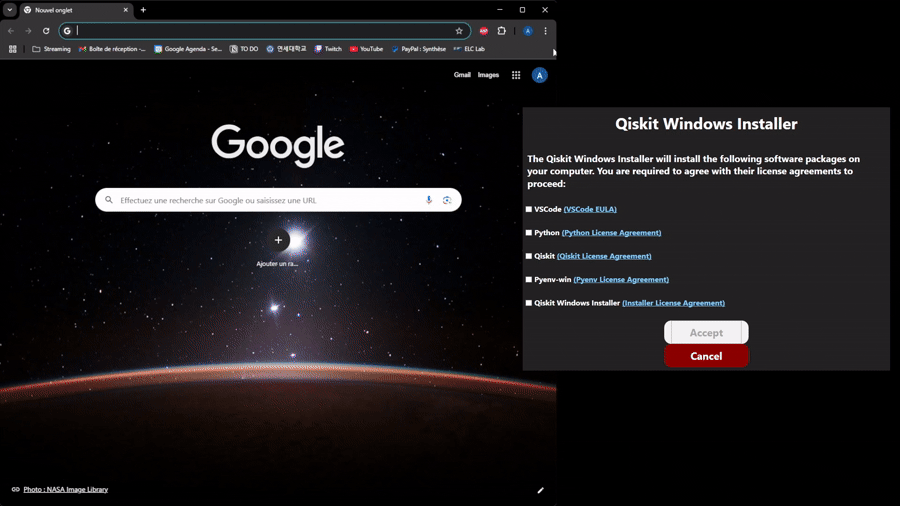 Nouvel onglet
Streaming
Boîte de réception -...
Google Agenda - Se...
TO DO
연세대학교
Twitch
YouTube
PayPal : Synthèse
ELC Lab
Gmail
Images
A
Google
Effectuez une recherche sur Google ou saisissez une URL
Ajouter un ra...
Photo : NASA Image Library
Qiskit Windows Installer
The Qiskit Windows Installer will install the following software packages on
your computer. You are required to agree with their license agreements to
proceed:
VSCode (VSCode EULA)
Python (Python License Agreement)
Qiskit (Qiskit License Agreement)
Pyenv-win (Pyenv License Agreement)
Qiskit Windows Installer (Installer License Agreement)
Accept
Cancel